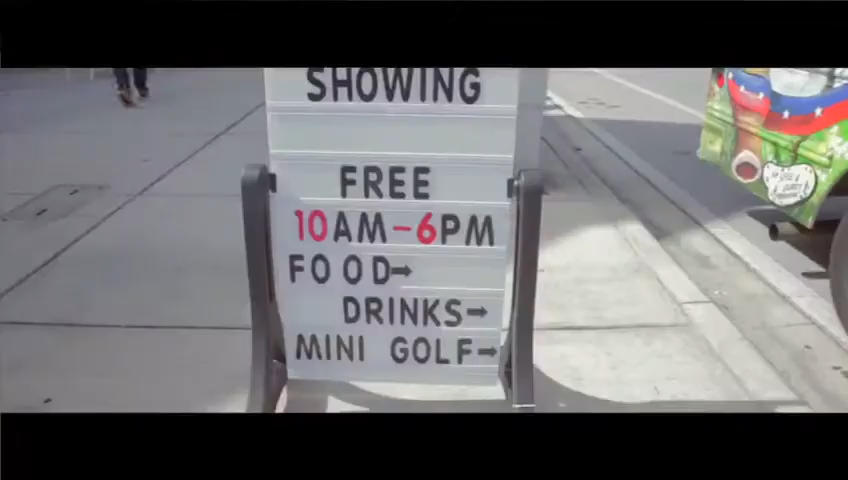 SHOWING
FREE
10AM-6PM
FOOD→
DRINKS→
MINI GOLF→